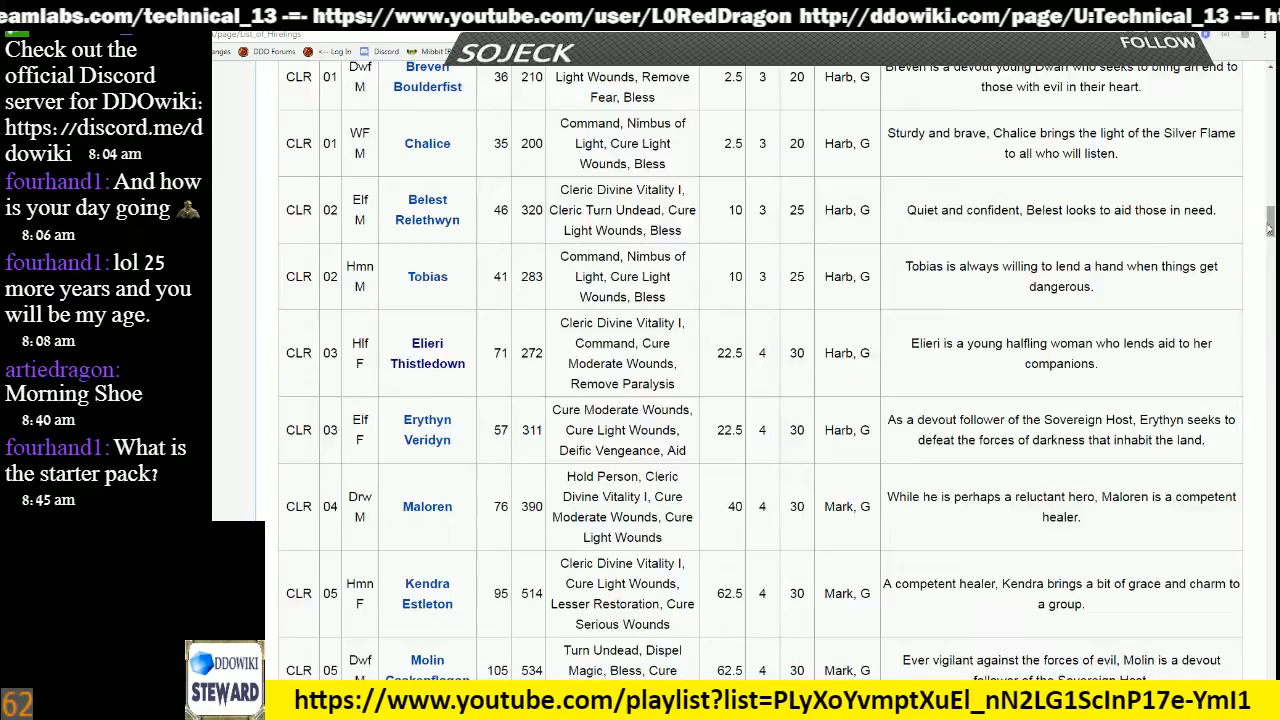 eamlabs.com/technical_13 -=- https://www.youtube.com/user/L0RedDragon http://ddowiki.com/page/U:Technical_13 -=- ht
/page/List_of_Hirelings
nges DDO Forums <-- Log In Discord Mibbit
SOJECK
FOLLOW
Check out the
official Discord
server for DDOwiki:
https://discord.me/d
dowiki 8:04 am
fourhand1: And how
is your day going
8:06 am
fourhand1: lol 25
more years and you
will be my age.
8:08 am
artiedragon:
Morning Shoe
8:40 am
fourhand1: What is
the starter pack?
8:45 am
CLR 01 Dwf M Breven Boulderfist 36 210 Light Wounds, Remove Fear, Bless 2.5 3 20 Harb, G Breven is a devout young Dwarf who seeks to bring an end to those with evil in their heart.
CLR 01 WF M Chalice 35 200 Command, Nimbus of Light, Cure Light Wounds, Bless 2.5 3 20 Harb, G Sturdy and brave, Chalice brings the light of the Silver Flame to all who will listen.
CLR 02 Elf M Belest Relethwyn 46 320 Cleric Divine Vitality I, Cleric Turn Undead, Cure Light Wounds, Bless 10 3 25 Harb, G Quiet and confident, Belest looks to aid those in need.
CLR 02 Hmn M Tobias 41 283 Command, Nimbus of Light, Cure Light Wounds, Bless 10 3 25 Harb, G Tobias is always willing to lend a hand when things get dangerous.
CLR 03 Hlf F Elieri Thistledown 71 272 Cleric Divine Vitality I, Command, Cure Moderate Wounds, Remove Paralysis 22.5 4 30 Harb, G Elieri is a young halfling woman who lends aid to her companions.
CLR 03 Elf F Erythyn Veridyn 57 311 Cure Moderate Wounds, Cure Light Wounds, Deific Vengeance, Aid 22.5 4 30 Harb, G As a devout follower of the Sovereign Host, Erythyn seeks to defeat the forces of darkness that inhabit the land.
CLR 04 Drw M Maloren 76 390 Hold Person, Cleric Divine Vitality I, Cure Moderate Wounds, Cure Light Wounds 40 4 30 Mark, G While he is perhaps a reluctant hero, Maloren is a competent healer.
CLR 05 Hmn F Kendra Estleton 95 514 Cleric Divine Vitality I, Cure Light Wounds, Lesser Restoration, Cure Serious Wounds 62.5 4 30 Mark, G A competent healer, Kendra brings a bit of grace and charm to a group.
CLR 05 Dwf M Molin 105 534 Turn Undead, Dispel Magic, Bless, Cure 62.5 4 30 Mark, G Ever vigilant against the forces of evil, Molin is a devout
DDOWIKI
STEWARD
62
https://www.youtube.com/playlist?list=PLyXoYvmptXuEl_nN2LG1ScInP17e-YmI1